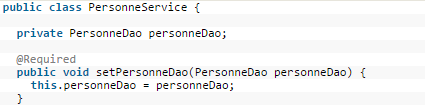 public class PersonneService {
private PersonneDao personneDao;
@Required
public void setPersonneDao(PersonneDao personneDao) {
this.personneDao = personneDao;
}